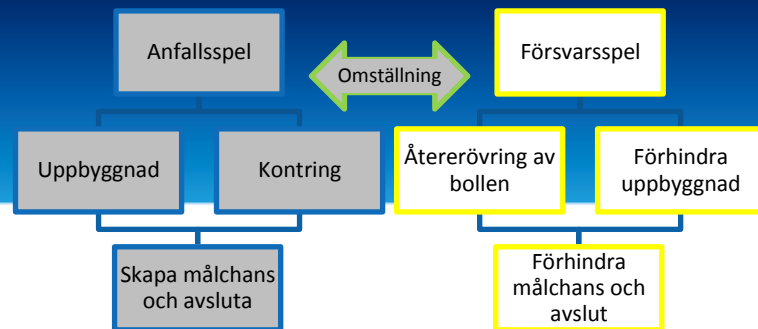 Anfallsspel
Omställning
Försvarsspel
Uppbyggnad
Kontring
Återerövring av
bollen
Förhindra
uppbyggnad
Skapa målchans
och avsluta
Förhindra
målchans och
avslut